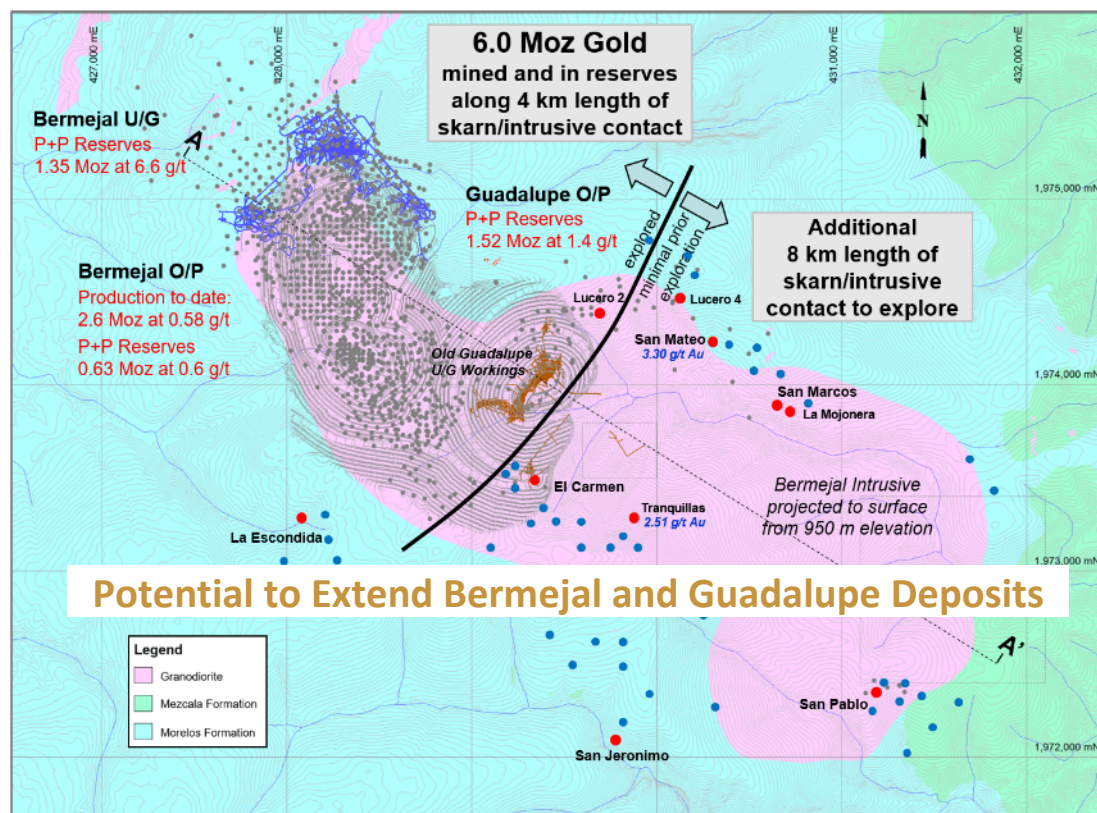 427,000 mE
428,000 mE
431,000 mE
432,000 mE
6.0 Moz Gold
mined and in reserves
along 4 km length of
skarn/intrusive contact
N
Bermejal U/G
P+P Reserves
1.35 Moz at 6.6 g/t
A
1,975,000 mN
Guadalupe O/P
P+P Reserves
1.52 Moz at 1.4 g/t
explored
minimal prior
exploration
Additional
8 km length of
skarn/intrusive
contact to explore
Bermejal O/P
Production to date:
2.6 Moz at 0.58 g/t
P+P Reserves
0.63 Moz at 0.6 g/t
Lucero 2
Lucero 4
San Mateo
3.30 g/t Au
Old Guadalupe
U/G Workings
1,974,000 mN
San Marcos
La Mojonera
El Carmen
Bermejal Intrusive
projected to surface
from 950 m elevation
Tranquillas
2.51 g/t Au
La Escondida
1,973,000 mN
Potential to Extend Bermejal and Guadalupe Deposits
A'
Legend
Granodiorite
Mezcala Formation
Morelos Formation
San Pablo
San Jeronimo
1,972,000 mN